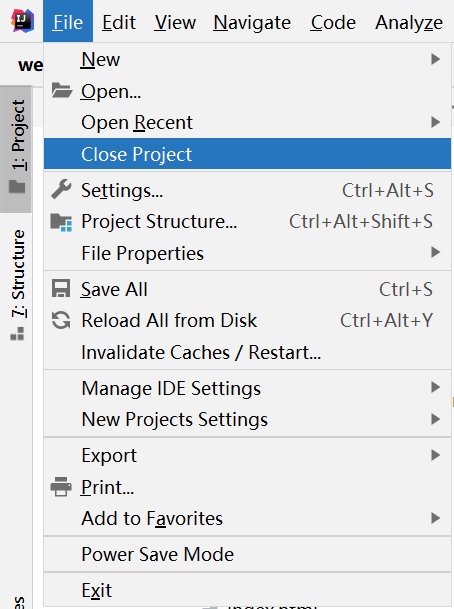 File Edit View Navigate Code Analyze
we
1: Project
7: Structure
New
Open...
Open Recent
Close Project
Settings... Ctrl+Alt+S
Project Structure... Ctrl+Alt+Shift+S
File Properties
Save All Ctrl+S
Reload All from Disk Ctrl+Alt+Y
Invalidate Caches / Restart...
Manage IDE Settings
New Projects Settings
Export
Print...
Add to Favorites
Power Save Mode
Exit